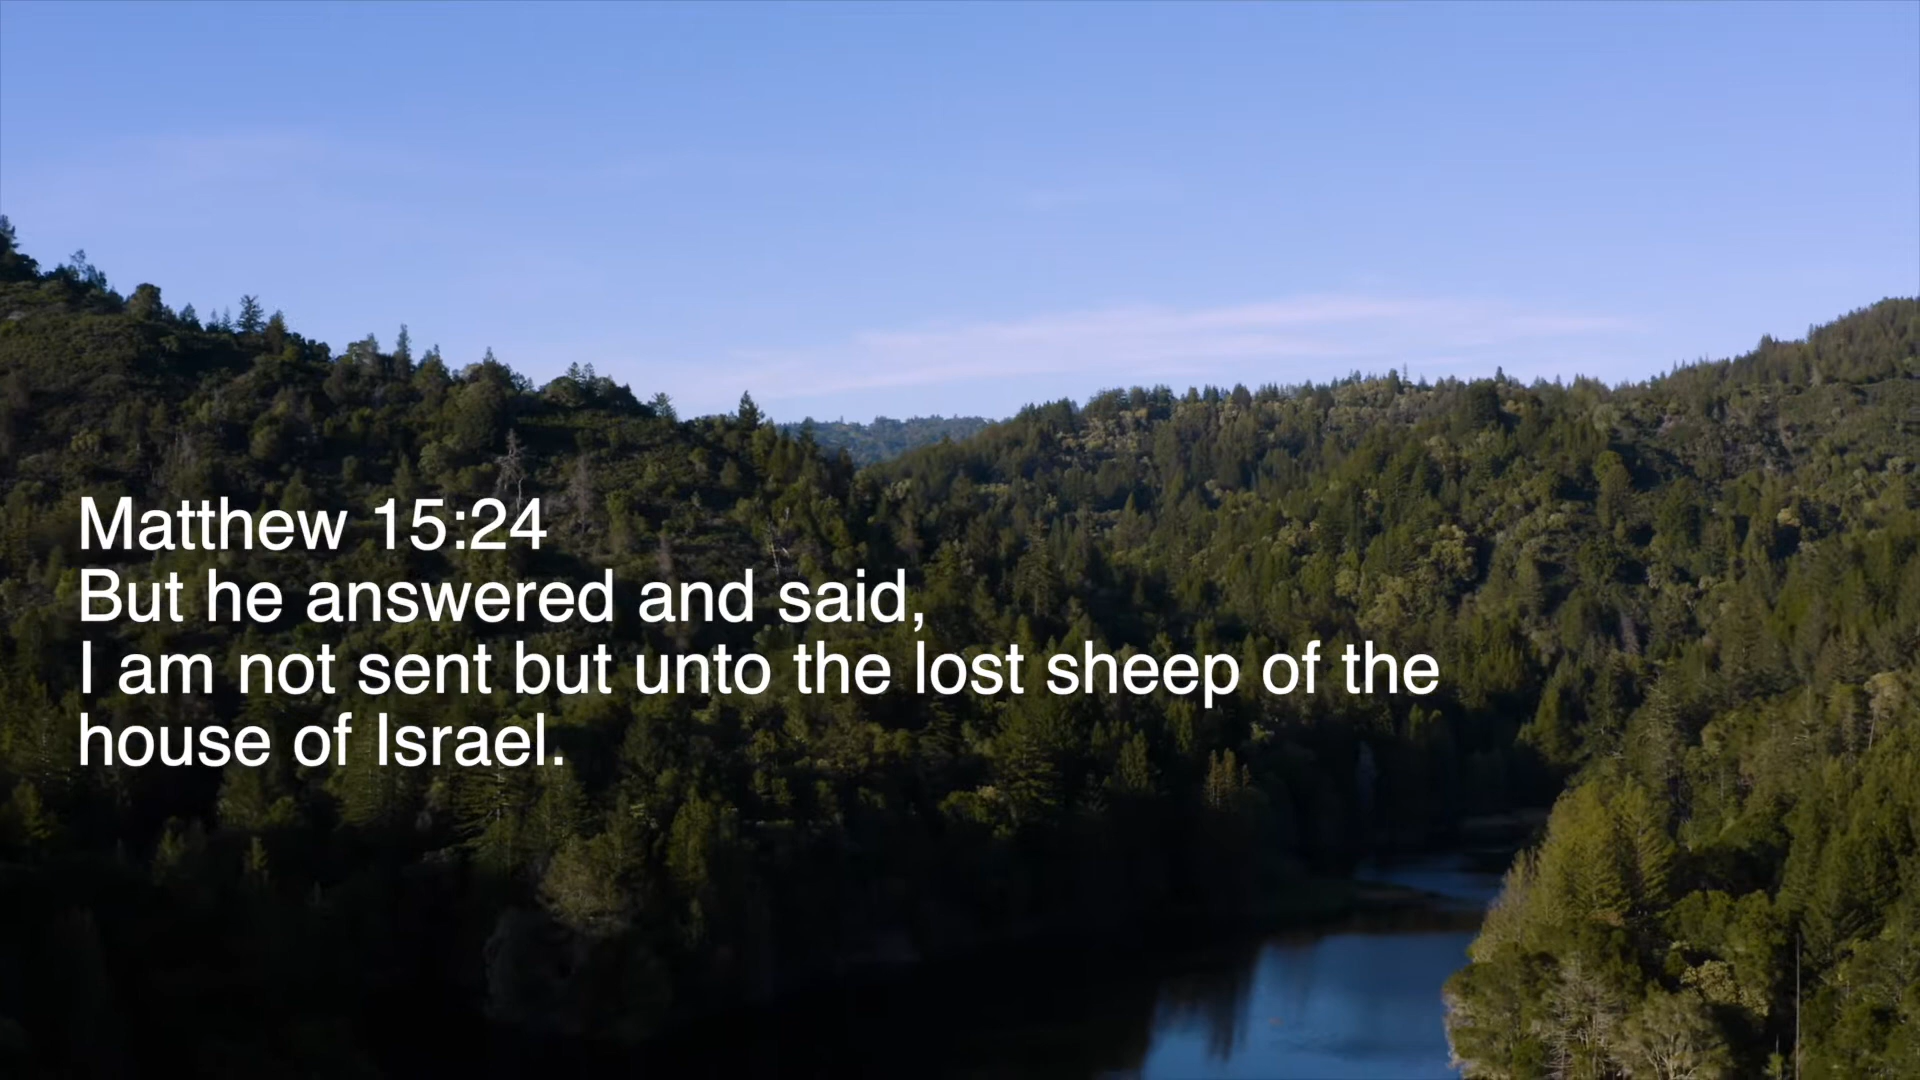 Matthew 15:24
But he answered and said,
I am not sent but unto the lost sheep of the
house of Israel.